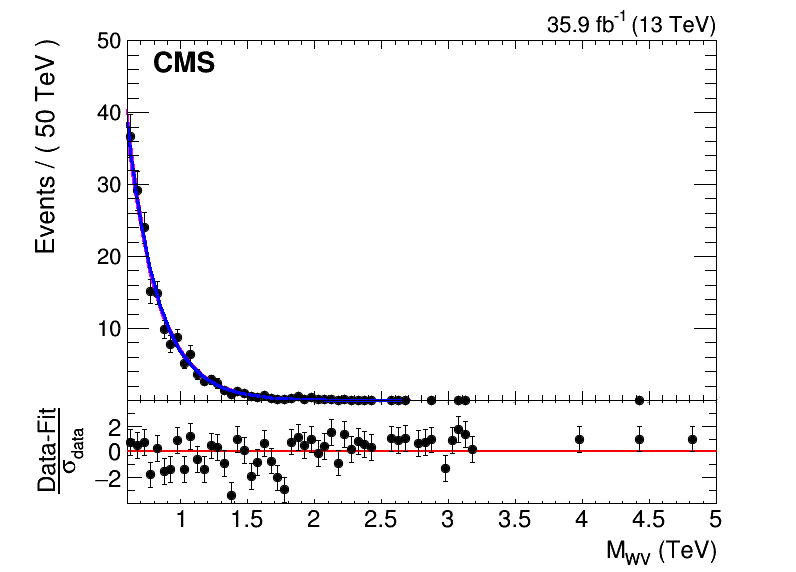 35.9 fb⁻¹ (13 TeV)
CMS
Events / ( 50 TeV )
50
40
30
20
10
Data-Fit
σdata
2
0
−2
1 1.5 2 2.5 3 3.5 4 4.5 5
M_WV (TeV)